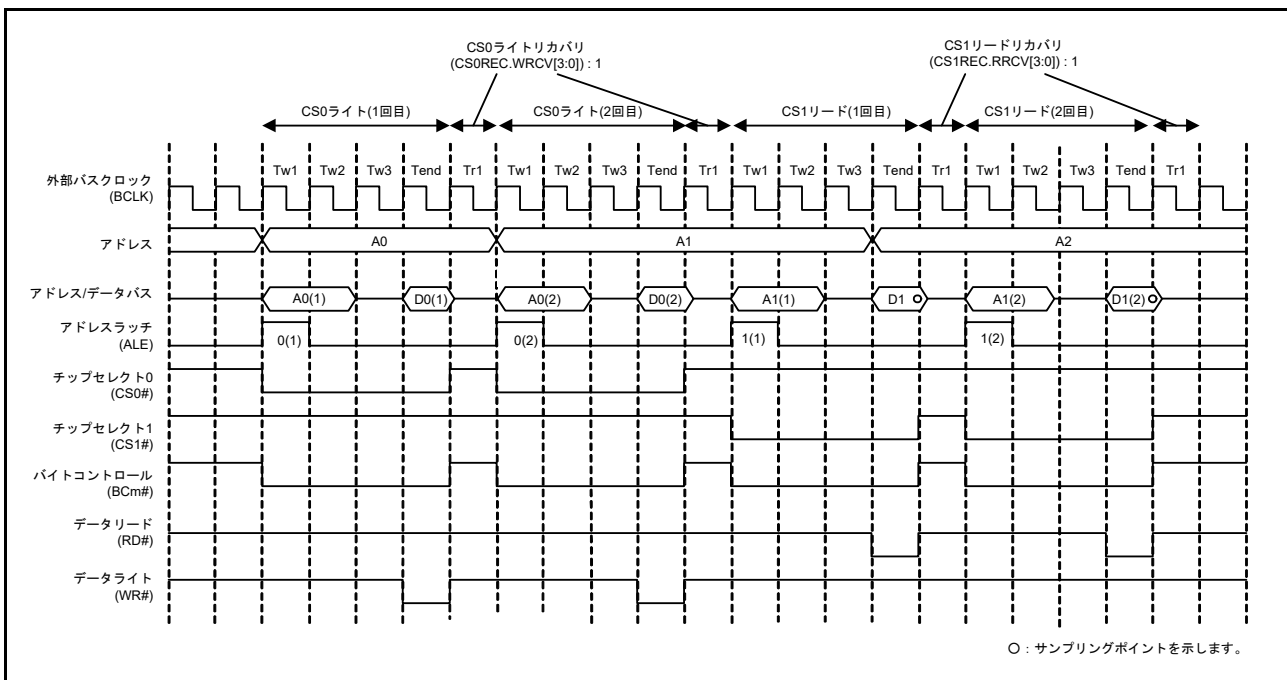 CS0ライトリカバリ
(CS0REC.WRCV[3:0]) : 1
CS1リードリカバリ
(CS1REC.RRCV[3:0]) : 1
CS0ライト(1回目)
CS0ライト(2回目)
CS1リード(1回目)
CS1リード(2回目)
Tw1 Tw2 Tw3 Tend Tr1 Tw1 Tw2 Tw3 Tend Tr1 Tw1 Tw2 Tw3 Tend Tr1 Tw1 Tw2 Tw3 Tend Tr1
外部バスクロック
(BCLK)
アドレス A0 A1 A2
アドレス/データバス A0(1) D0(1) A0(2) D0(2) A1(1) D1 A1(2) D1(2)
アドレスラッチ
(ALE)
0(1) 0(2) 1(1) 1(2)
チップセレクト0
(CS0#)
チップセレクト1
(CS1#)
バイトコントロール
(BCm#)
データリード
(RD#)
データライト
(WR#)
○ : サンプリングポイントを示します。